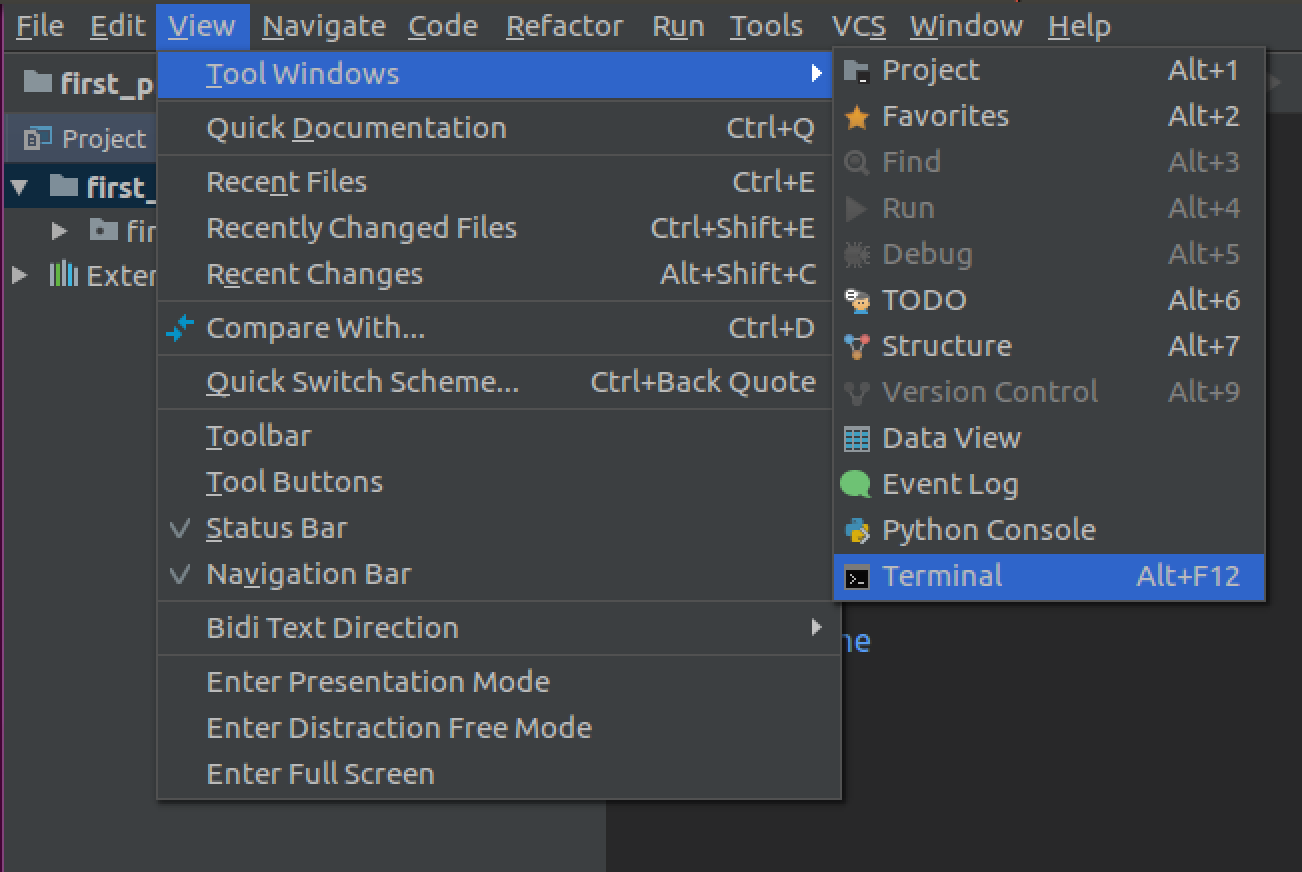 File Edit View Navigate Code Refactor Run Tools VCS Window Help
first_p
Project
first_
fir
Exter
Tool Windows
Quick Documentation Ctrl+Q
Recent Files Ctrl+E
Recently Changed Files Ctrl+Shift+E
Recent Changes Alt+Shift+C
Compare With... Ctrl+D
Quick Switch Scheme... Ctrl+Back Quote
Toolbar
Tool Buttons
Status Bar
Navigation Bar
Bidi Text Direction
Enter Presentation Mode
Enter Distraction Free Mode
Enter Full Screen
Project Alt+1
Favorites Alt+2
Find Alt+3
Run Alt+4
Debug Alt+5
TODO Alt+6
Structure Alt+7
Version Control Alt+9
Data View
Event Log
Python Console
Terminal Alt+F12